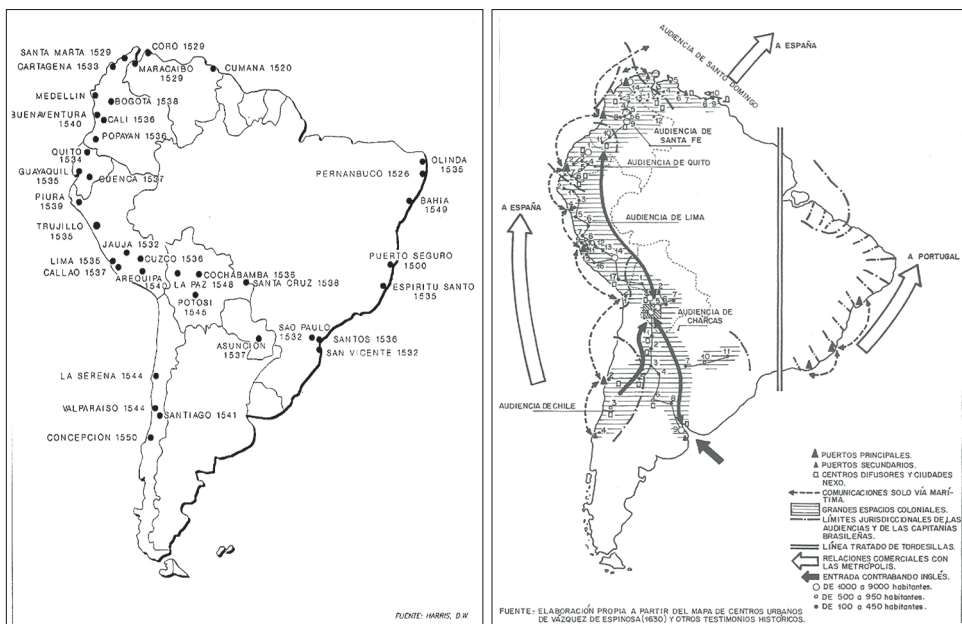 SANTA MARTA 1529
CORO 1529
CARTAGENA 1533
MARACAIBO
1529
CUMANA 1520
MEDELLIN
BOGOTA 1538
BUENAVENTURA
1540
CALI 1536
POPAYAN 1536
QUITO
1534
GUAYAQUIL
1535
CUENCA 1537
PIURA
1539
TRUJILLO
1535
JAUJA 1532
LIMA 1535
CALLAO 1537
CUZCO 1536
AREQUIPA
1540
LA PAZ 1548
COCHABAMBA 1536
SANTA CRUZ 1538
POTOSI
1545
OLINDA
1535
PERNANBUCO 1526
BAHIA
1549
PUERTO SEGURO
1500
ESPIRITU SANTO
1535
SAO PAULO
1532
SANTOS 1536
SAN VICENTE 1532
ASUNCION
1537
LA SERENA 1544
VALPARAISO 1544
SANTIAGO 1541
CONCEPCION 1550
FUENTE: HARRIS, D.W.
AUDIENCIA DE SANTO DOMINGO
A ESPAÑA
AUDIENCIA DE
SANTA FE
AUDIENCIA DE QUITO
AUDIENCIA DE LIMA
A ESPAÑA
A PORTUGAL
AUDIENCIA DE
CHARCAS
AUDIENCIA DE CHILE
PUERTOS PRINCIPALES.
PUERTOS SECUNDARIOS.
CENTROS DIFUSORES Y CIUDADES
NEXO.
COMUNICACIONES SOLO VÍA MARÍ-
TIMA.
GRANDES ESPACIOS COLONIALES.
LÍMITES JURISDICCIONALES DE LAS
AUDIENCIAS Y DE LAS CAPITANÍAS
BRASILEÑAS.
LÍNEA TRATADO DE TORDESILLAS.
RELACIONES COMERCIALES CON
LAS METRÓPOLIS.
ENTRADA CONTRABANDO INGLÉS.
DE 1000 a 9000 habitantes.
DE 500 a 950 habitantes.
DE 100 a 450 habitantes.
FUENTE: ELABORACIÓN PROPIA A PARTIR DEL MAPA DE CENTROS URBANOS
DE VÁZQUEZ DE ESPINOSA (1630) Y OTROS TESTIMONIOS HISTÓRICOS.